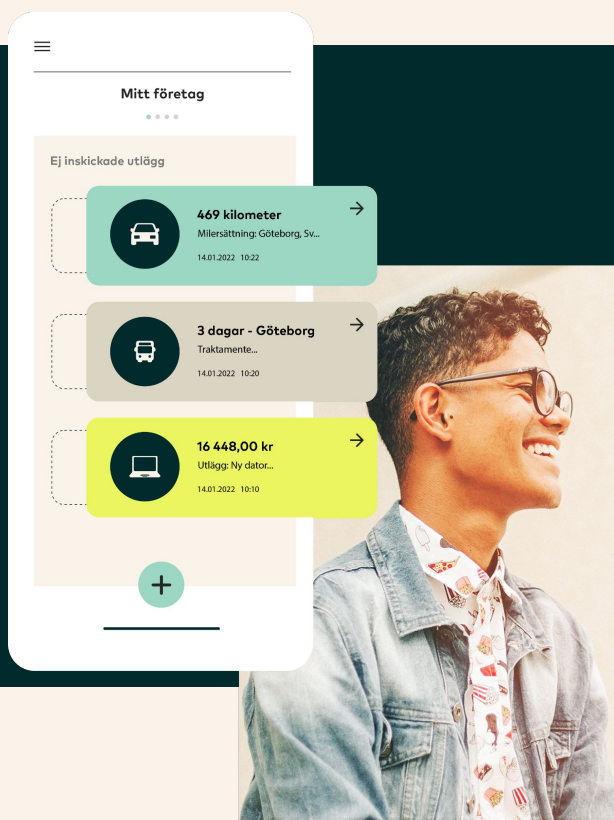 Mitt företag
Ej inskickade utlägg
469 kilometer
Milersättning: Göteborg, Sv...
14.01.2022 10:22
3 dagar - Göteborg
Traktamente...
14.01.2022 10:20
16 448,00 kr
Utlägg: Ny dator...
14.01.2022 10:10